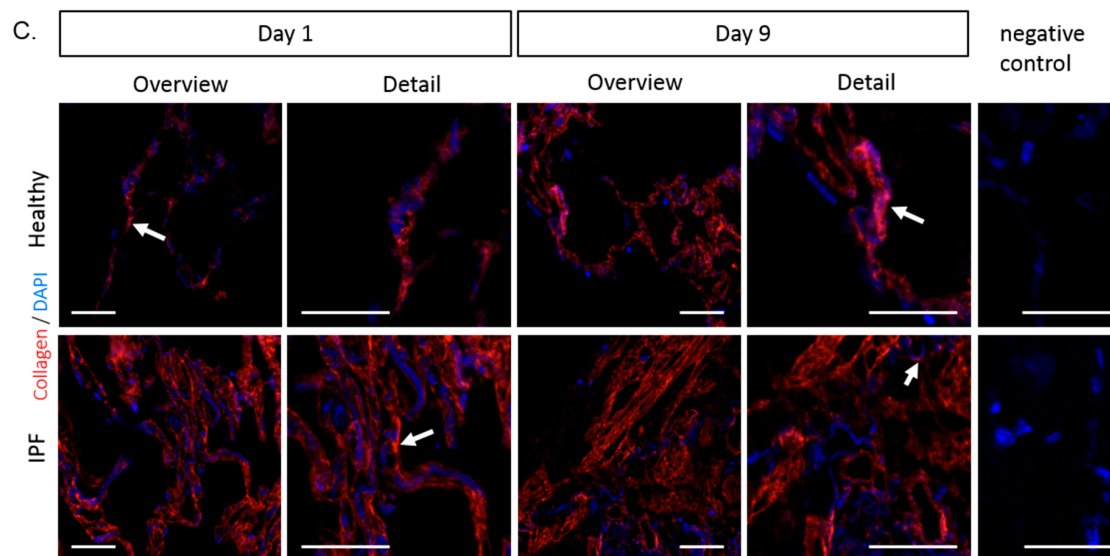 C.
Day 1
Day 9
negative
control
Overview
Detail
Overview
Detail
Healthy
IPF
Collagen / DAPI